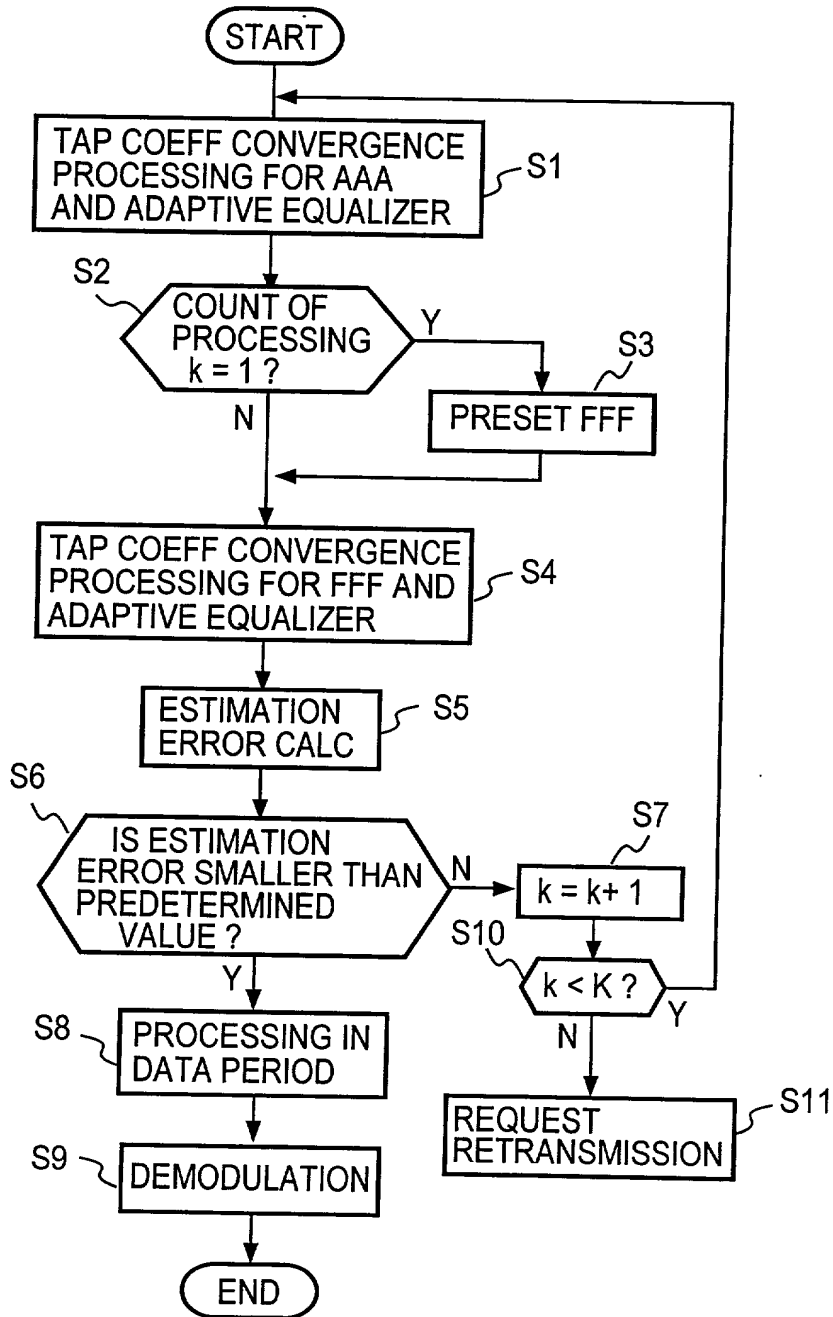 START
TAP COEFF CONVERGENCE
PROCESSING FOR AAA
AND ADAPTIVE EQUALIZER
S1
S2
COUNT OF
PROCESSING
k = 1 ?
Y
N
S3
PRESET FFF
TAP COEFF CONVERGENCE
PROCESSING FOR FFF AND
ADAPTIVE EQUALIZER
S4
ESTIMATION
ERROR CALC
S5
S6
IS ESTIMATION
ERROR SMALLER THAN
PREDETERMINED
VALUE ?
N
Y
S7
k = k+ 1
S10
k < K ?
Y
N
S8
PROCESSING IN
DATA PERIOD
REQUEST
RETRANSMISSION
S11
S9
DEMODULATION
END